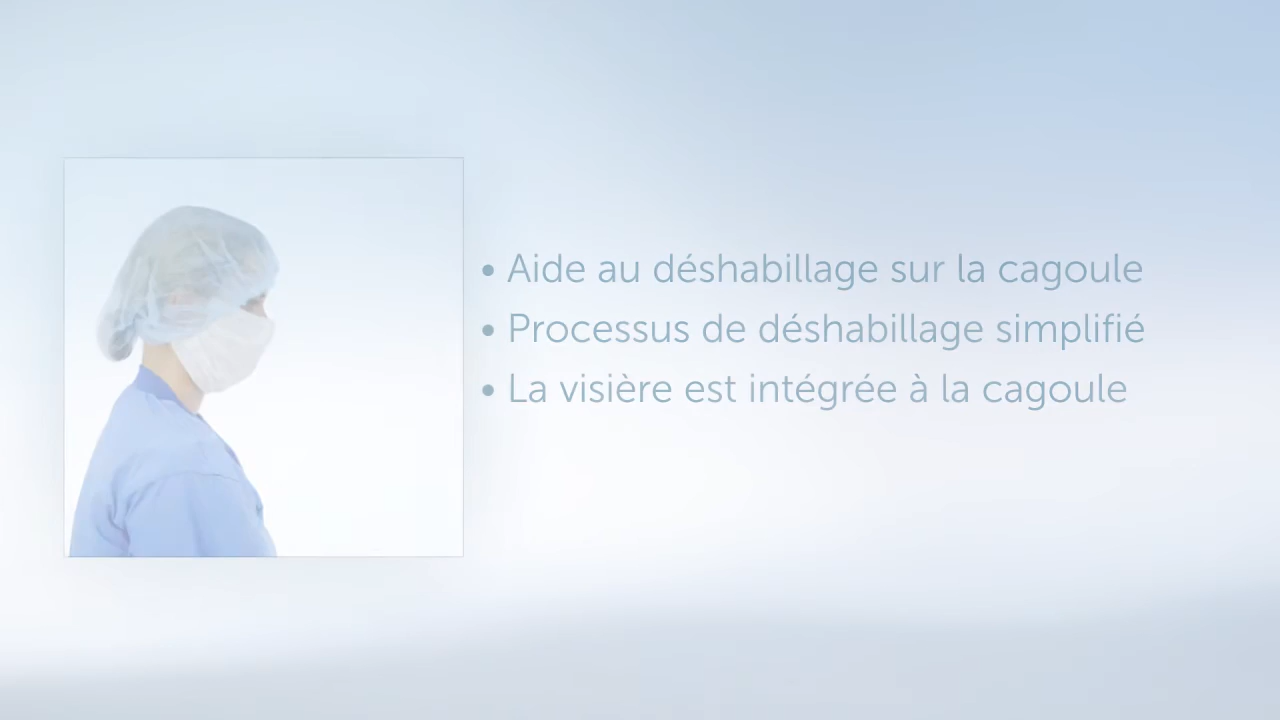 • Aide au déshabillage sur la cagoule
• Processus de déshabillage simplifié
• La visière est intégrée à la cagoule